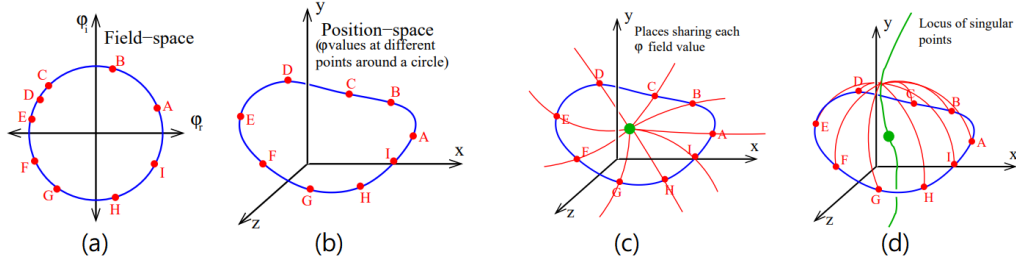 φi
Field−space
B
C
D
A
E
φr
F
I
G
H
(a)
y
Position−space
(φvalues at different
points around a circle)
D
C
B
E
A
F
I
x
G
H
z
(b)
y
Places sharing each
φ field value
D
C
B
E
A
F
I
x
G
H
z
(c)
y
Locus of singular
points
D
C
B
E
A
F
I
x
G
H
z
(d)